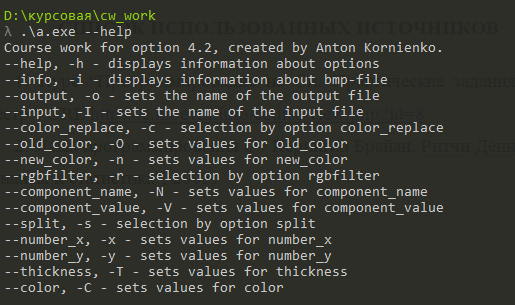 D:\курсовая\cw_work
λ .\a.exe --help
Course work for option 4.2, created by Anton Kornienko.
--help, -h - displays information about options
--info, -i - displays information about bmp-file
--output, -o - sets the name of the output file
--input, -I - sets the name of the input file
--color_replace, -c - selection by option color_replace
--old_color, -O - sets values for old_color
--new_color, -n - sets values for new_color
--rgbfilter, -r - selection by option rgbfilter
--component_name, -N - sets values for component_name
--component_value, -V - sets values for component_value
--split, -s - selection by option split
--number_x, -x - sets values for number_x
--number_y, -y - sets values for number_y
--thickness, -T - sets values for thickness
--color, -C - sets values for color